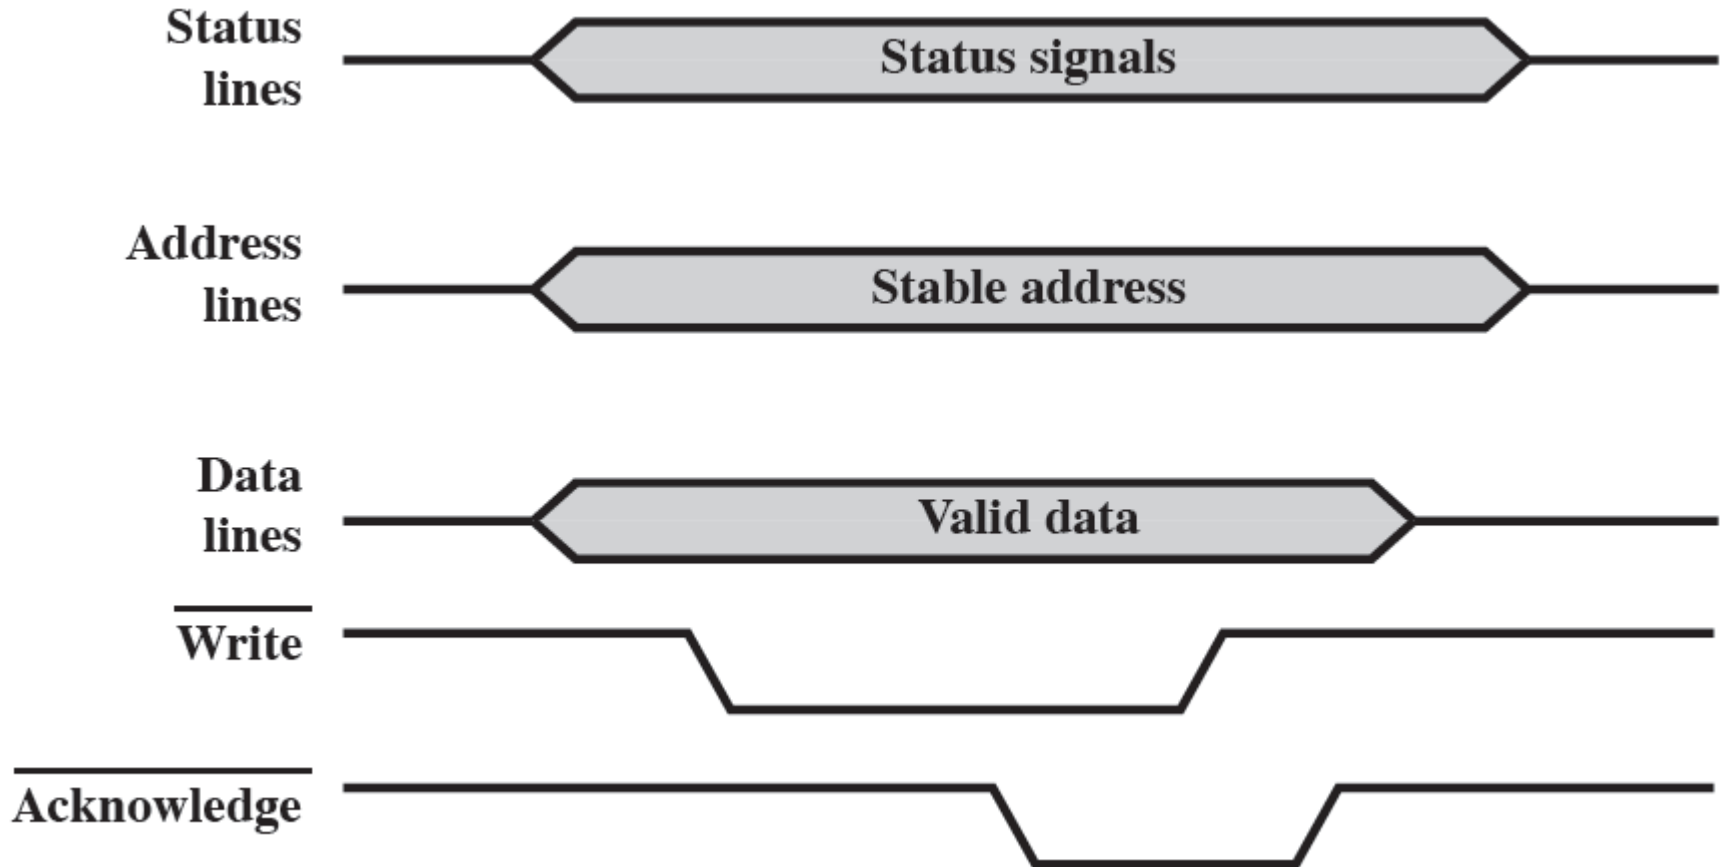 Status
lines
Status signals
Address
lines
Stable address
Data
lines
Valid data
Write
Acknowledge